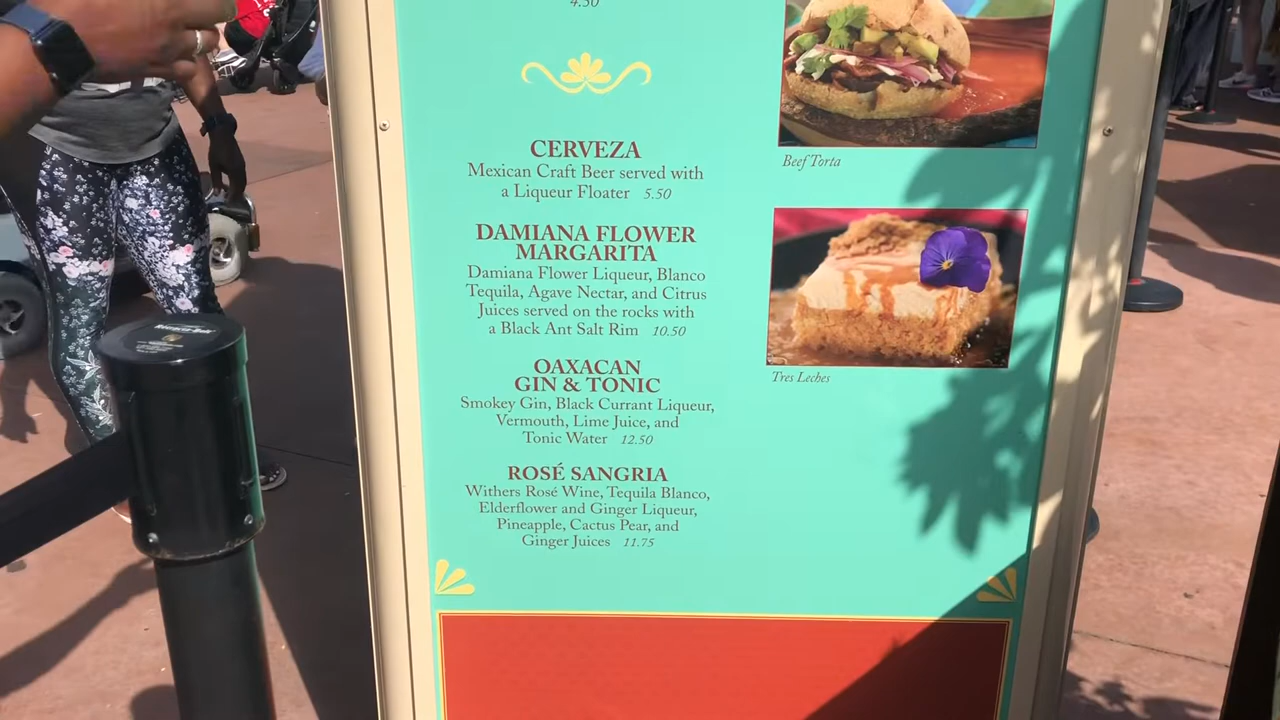 4.50
CERVEZA
Mexican Craft Beer served with
a Liqueur Floater 5.50
DAMIANA FLOWER
MARGARITA
Damiana Flower Liqueur, Blanco
Tequila, Agave Nectar, and Citrus
Juices served on the rocks with
a Black Ant Salt Rim 10.50
OAXACAN
GIN & TONIC
Smokey Gin, Black Currant Liqueur,
Vermouth, Lime Juice, and
Tonic Water 12.50
ROSÉ SANGRIA
Withers Rosé Wine, Tequila Blanco,
Elderflower and Ginger Liqueur,
Pineapple, Cactus Pear, and
Ginger Juices 11.75
Beef Torta
Tres Leches